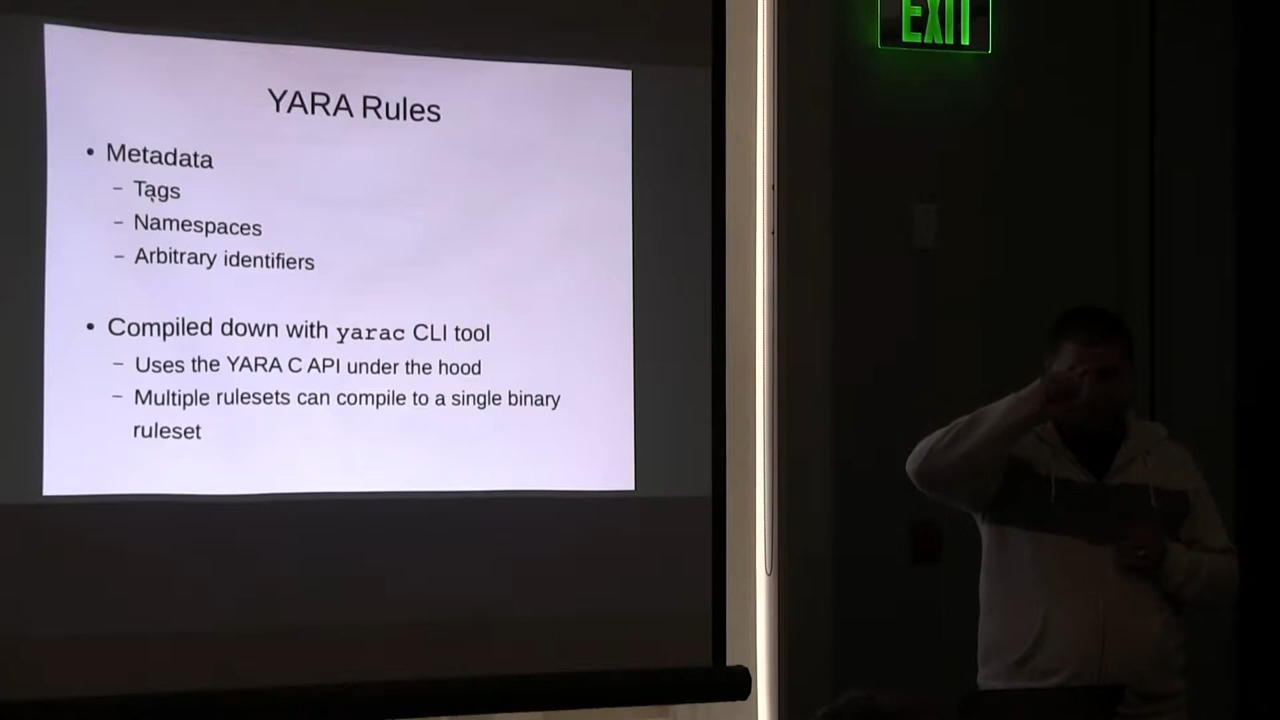 EXIT
YARA Rules
• Metadata
– Tags
– Namespaces
– Arbitrary identifiers
• Compiled down with yarac CLI tool
– Uses the YARA C API under the hood
– Multiple rulesets can compile to a single binary
ruleset